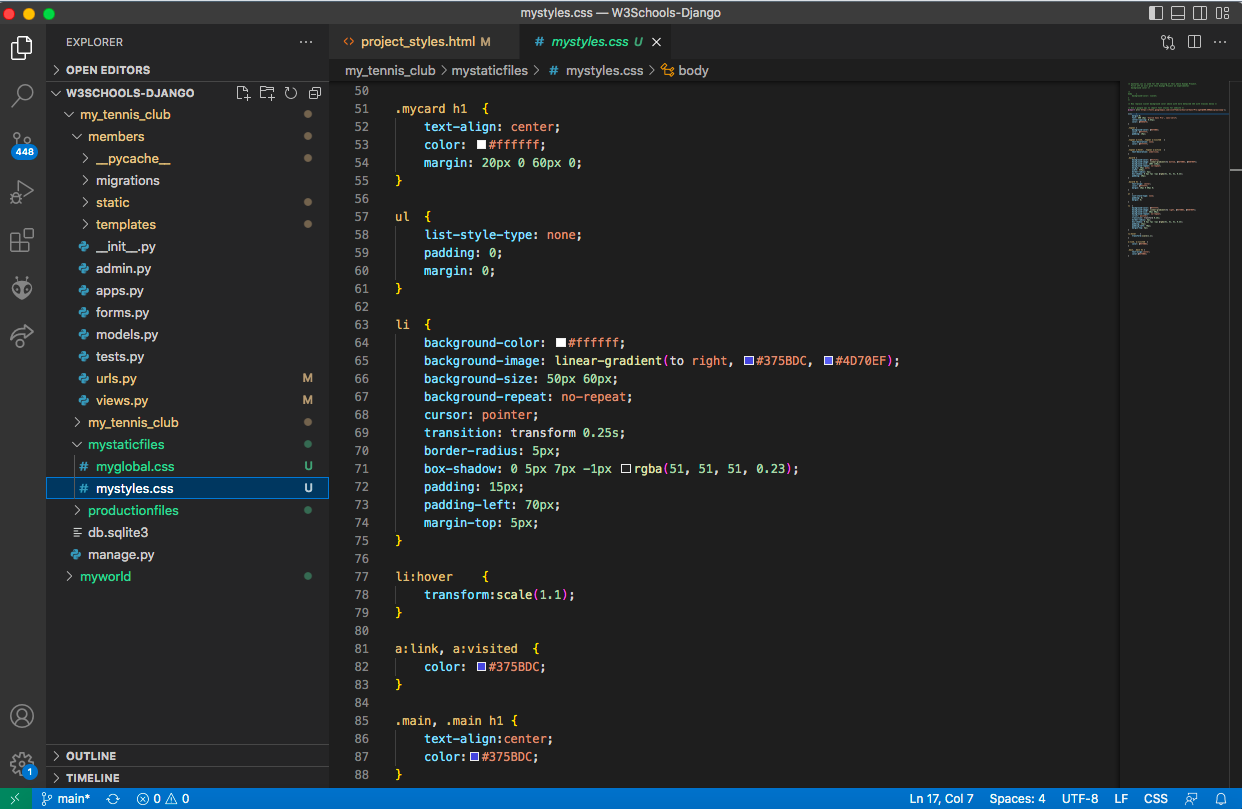 mystyles.css — W3Schools-Django
EXPLORER
OPEN EDITORS
W3SCHOOLS-DJANGO
my_tennis_club
members
__pycache__
migrations
static
templates
__init__.py
admin.py
apps.py
forms.py
models.py
tests.py
urls.py M
views.py M
my_tennis_club
mystaticfiles
# myglobal.css U
# mystyles.css U
productionfiles
db.sqlite3
manage.py
myworld
OUTLINE
TIMELINE
448
1
project_styles.html M
# mystyles.css U
my_tennis_club > mystaticfiles > # mystyles.css > body
50
51 .mycard h1  {
52     text-align: center;
53     color: #ffffff;
54     margin: 20px 0 60px 0;
55 }
56
57 ul  {
58     list-style-type: none;
59     padding: 0;
60     margin: 0;
61 }
62
63 li  {
64     background-color: #ffffff;
65     background-image: linear-gradient(to right, #375BDC, #4D70EF);
66     background-size: 50px 60px;
67     background-repeat: no-repeat;
68     cursor: pointer;
69     transition: transform 0.25s;
70     border-radius: 5px;
71     box-shadow: 0 5px 7px -1px rgba(51, 51, 51, 0.23);
72     padding: 15px;
73     padding-left: 70px;
74     margin-top: 5px;
75 }
76
77 li:hover    {
78     transform:scale(1.1);
79 }
80
81 a:link, a:visited  {
82     color: #375BDC;
83 }
84
85 .main, .main h1 {
86     text-align:center;
87     color:#375BDC;
88 }
main* 0 0 Ln 17, Col 7 Spaces: 4 UTF-8 LF CSS